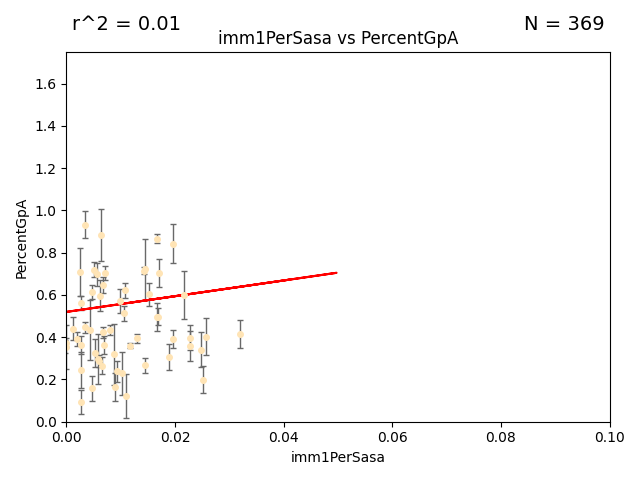 r^2 = 0.01
N = 369
imm1PerSasa vs PercentGpA
1.6
1.4
1.2
1.0
0.8
0.6
0.4
0.2
0.0
PercentGpA
0.00 0.02 0.04 0.06 0.08 0.10
imm1PerSasa